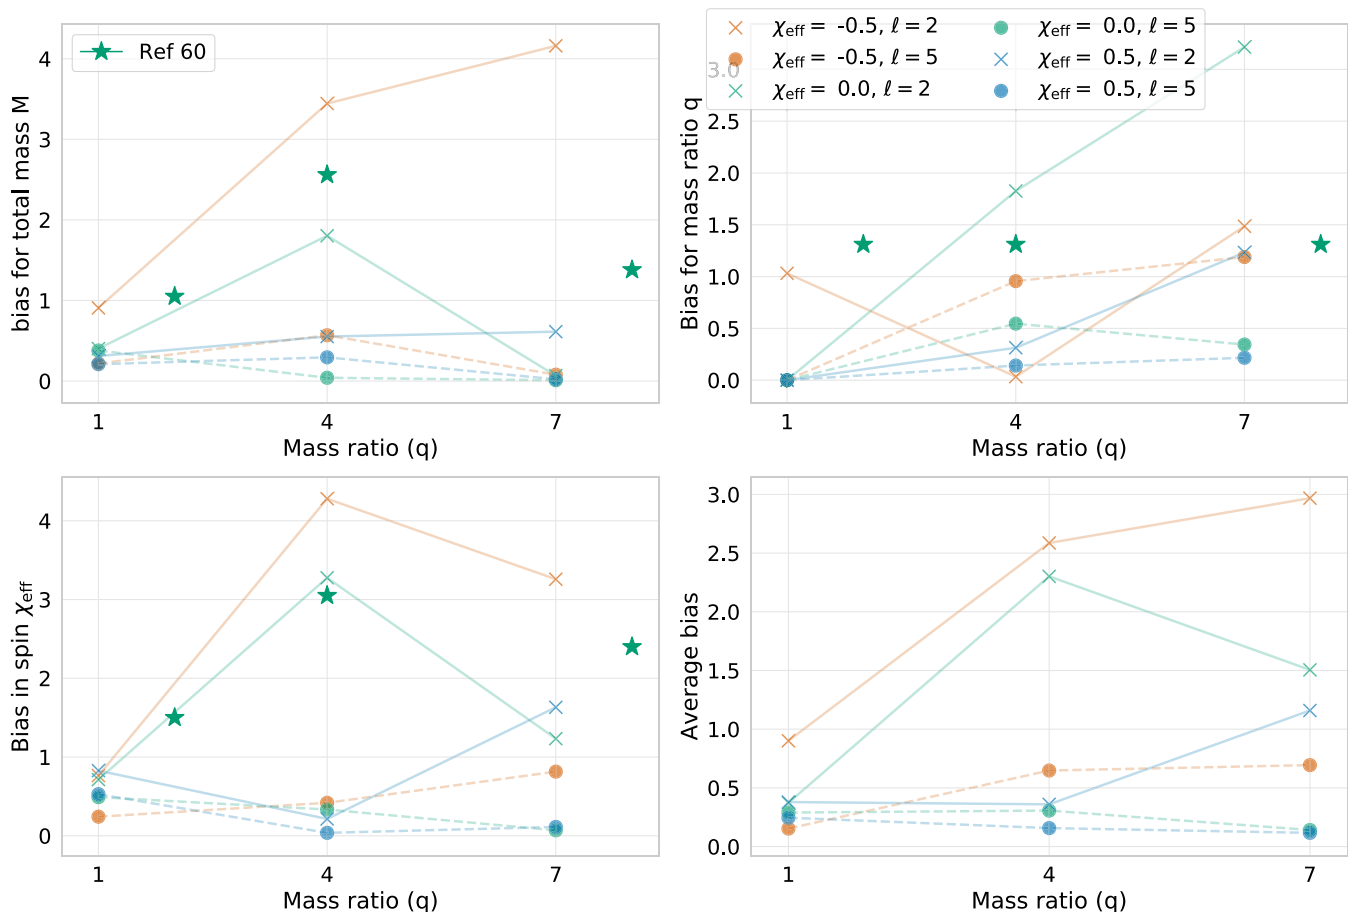 Ref 60
4
3
2
1
0
bias for total mass M
1 4 7
Mass ratio (q)
χeff = -0.5, ℓ = 2
χeff = -0.5, ℓ = 5
χeff = 0.0, ℓ = 2
χeff = 0.0, ℓ = 5
χeff = 0.5, ℓ = 2
χeff = 0.5, ℓ = 5
3.0
2.5
2.0
1.5
1.0
0.5
0.0
Bias for mass ratio q
1 4 7
Mass ratio (q)
4
3
2
1
0
Bias in spin χeff
1 4 7
Mass ratio (q)
3.0
2.5
2.0
1.5
1.0
0.5
0.0
Average bias
1 4 7
Mass ratio (q)